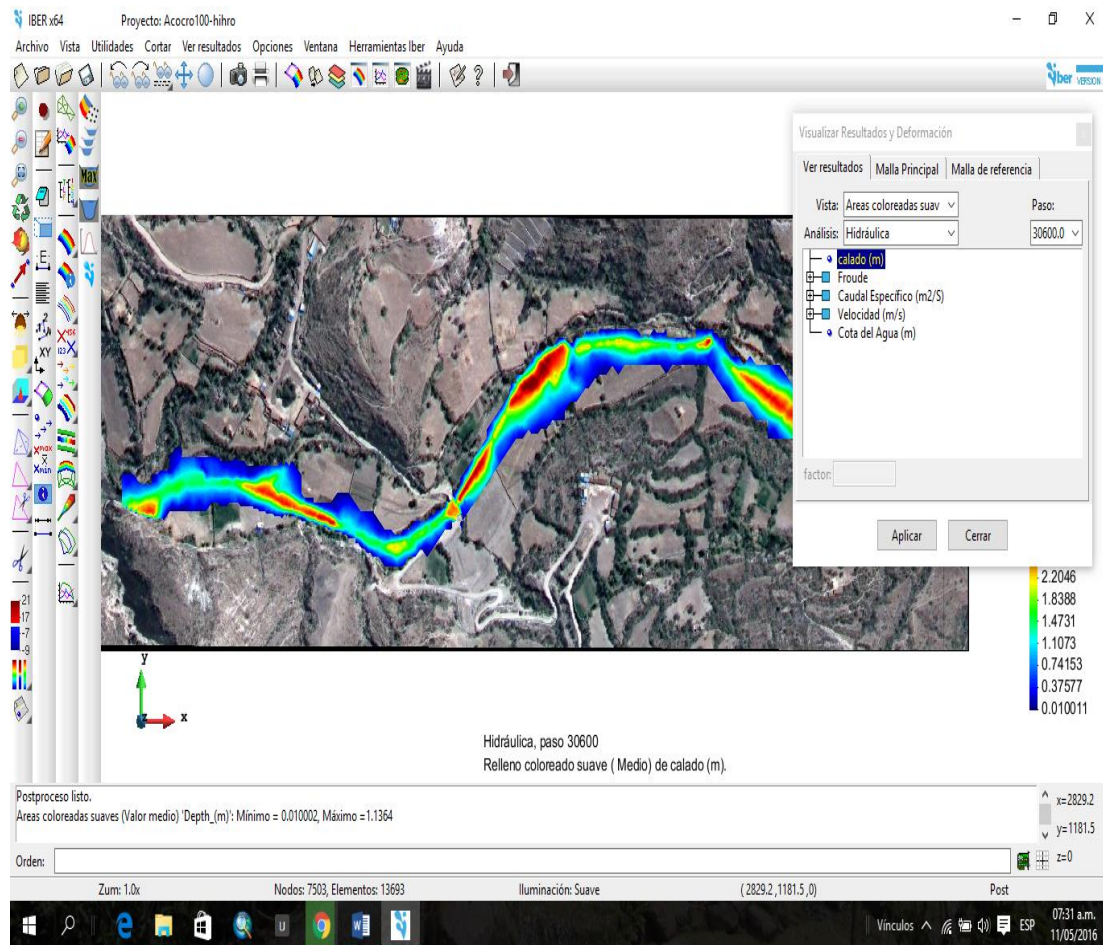 IBER x64 Proyecto: Acocro100-hihro
Archivo Vista Utilidades Cortar Ver resultados Opciones Ventana Herramientas Iber Ayuda
Iber VERSION
Max
Visualizar Resultados y Deformación
Ver resultados Malla Principal Malla de referencia
Vista: Areas coloreadas suav Paso:
Análisis: Hidráulica 30600.0
calado (m)
Froude
Caudal Específico (m2/S)
Velocidad (m/s)
Cota del Agua (m)
factor:
Aplicar Cerrar
2.2046
1.8388
1.4731
1.1073
0.74153
0.37577
0.010011
y
z x
Hidráulica, paso 30600
Relleno coloreado suave ( Medio) de calado (m).
Postproceso listo.
Areas coloreadas suaves (Valor medio) 'Depth_(m)': Mínimo = 0.010002, Máximo =1.1364
x=2829.2
y=1181.5
z=0
Orden:
Zum: 1.0x Nodos: 7503, Elementos: 13693 Iluminación: Suave ( 2829.2 ,1181.5 ,0) Post
Vínculos ESP 07:31 a.m.
11/05/2016